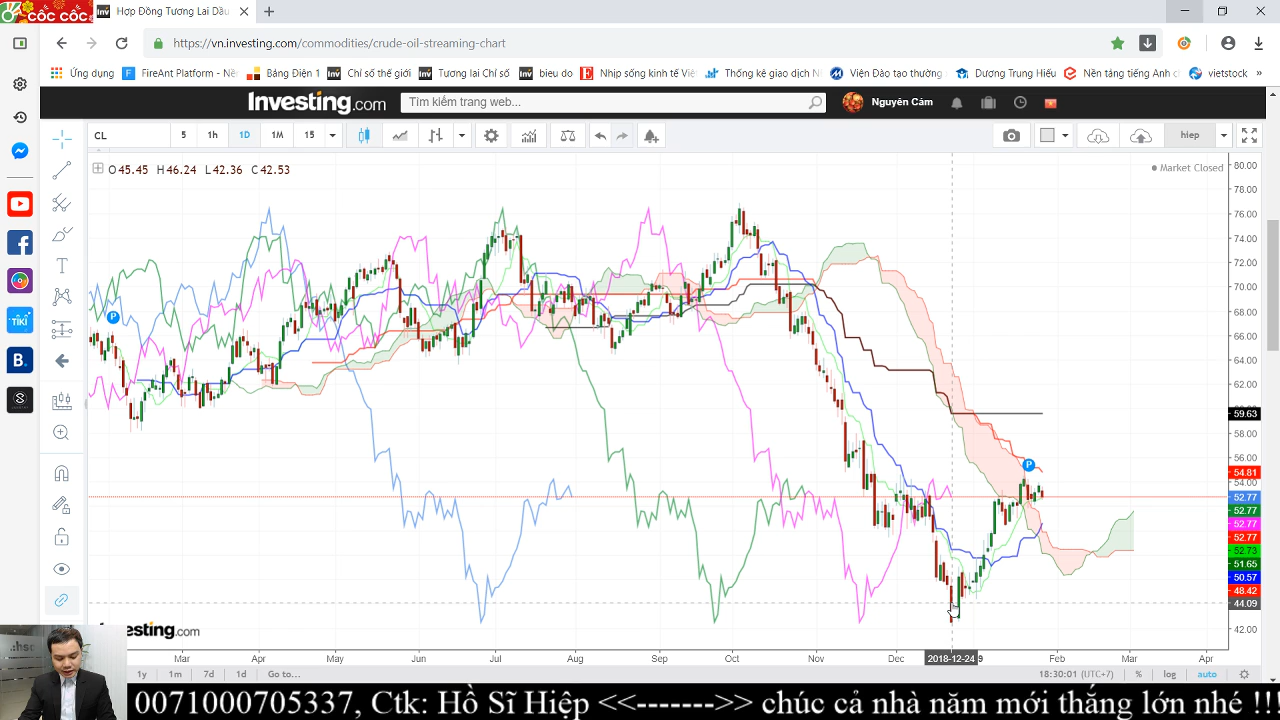 CỐC CỐC
Hợp Đồng Tương Lai Dầu
https://vn.investing.com/commodities/crude-oil-streaming-chart
Ứng dụng
FireAnt Platform - Nề
Bảng Điện 1
Chỉ số thế giới
Tương lai Chỉ số
bieu do
Nhịp sống kinh tế Việ
Thống kê giao dịch N
Viện Đào tạo thương
Dương Trung Hiếu
Nền tảng tiếng Anh c
vietstock
»
Investing.com
Tìm kiếm trang web...
Nguyên Cảm
CL
5
1h
1D
1M
15
hiep
O 45.45 H 46.24 L 42.36 C 42.53
Market Closed
80.00
78.00
76.00
74.00
72.00
70.00
68.00
66.00
64.00
62.00
59.63
58.00
56.00
54.81
54.00
52.77
52.77
52.77
52.77
52.73
51.65
50.57
48.42
44.09
42.00
P
P
T
TIKI
B.
esting.com
Mar
Apr
May
Jun
Jul
Aug
Sep
Oct
Nov
Dec
2018-12-24
9
Feb
Mar
Apr
1y
1m
7d
1d
Go to...
18:30:01 (UTC+7)
%
log
auto
.hsc
0071000705337, Ctk: Hồ Sĩ Hiệp <<------->> chúc cả nhà năm mới thắng lớn nhé !!!